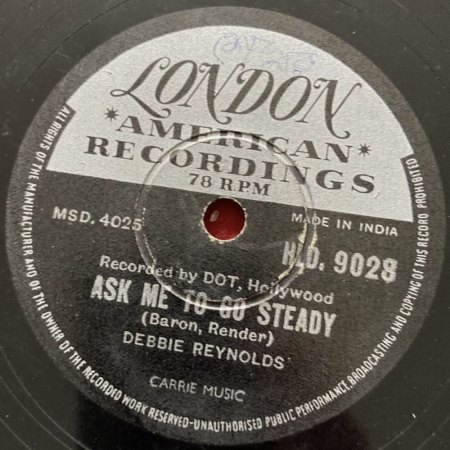 LONDON
*AMERICAN*
RECORDINGS
78 R.P.M
MSD. 4025
MADE IN INDIA
Recorded by DOT, Hollywood
H.D. 9028
ASK ME TO GO STEADY
(Baron, Render)
DEBBIE REYNOLDS
CARRIE MUSIC
ALL RIGHTS OF THE MANUFACTURER AND OF THE OWNER OF THE RECORDED WORK RESERVED-UNAUTHORISED PUBLIC PERFORMANCE, BROADCASTING AND COPYING OF THIS RECORD PROHIBITED